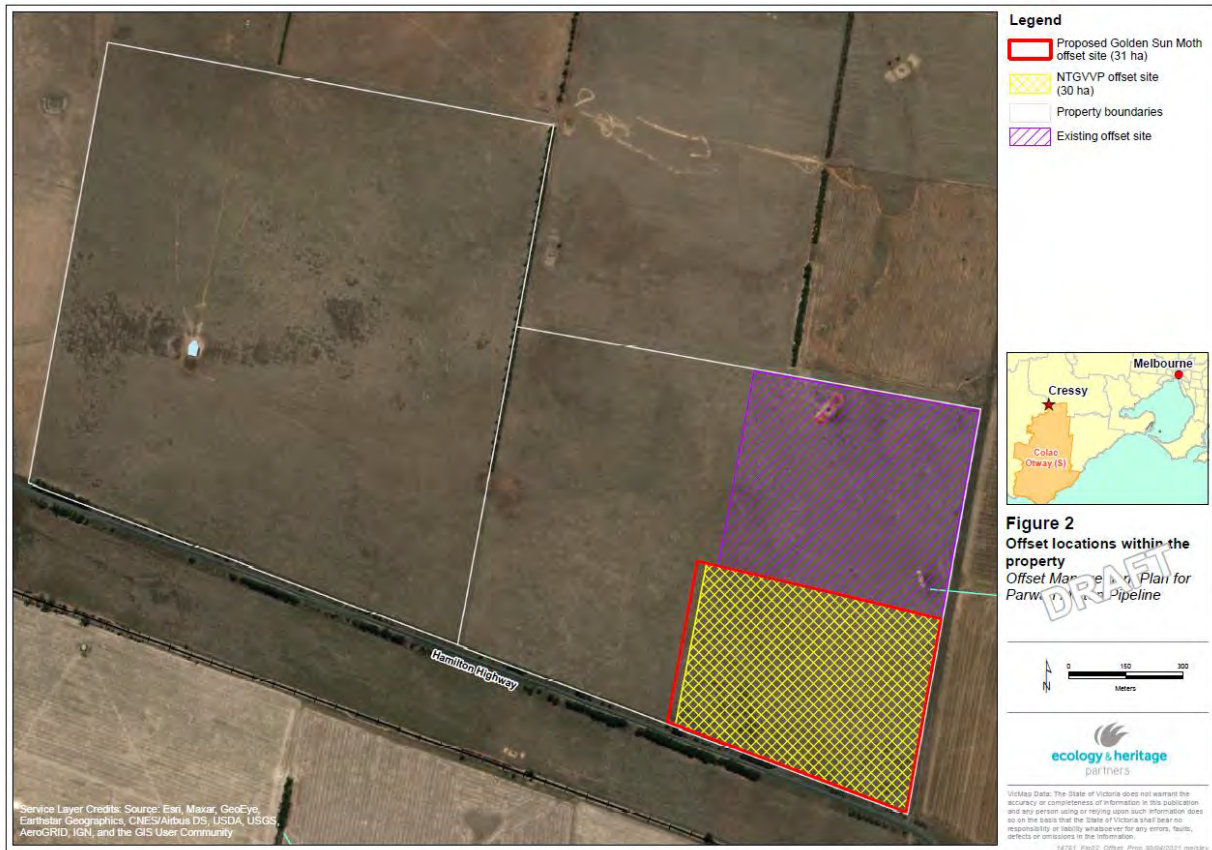 Legend
Proposed Golden Sun Moth
offset site (31 ha)
NTGVVP offset site
(30 ha)
Property boundaries
Existing offset site
Hamilton Highway
Service Layer Credits: Source: Esri, Maxar, GeoEye,
Earthstar Geographics, CNES/Airbus DS, USDA, USGS,
AeroGRID, IGN, and the GIS User Community
Melbourne
Cressy
Colac
Otway (S)
Figure 2
Offset locations within the
property
Offset Management Plan for
Pipeline
DRAFT
N
0 150 300
Meters
ecology & heritage
partners
VicMap Data: The State of Victoria does not warrant the
accuracy or completeness of information in this publication
and any person using or relying upon such information does
so on the basis that the State of Victoria shall bear no
responsibility or liability whatsoever for any errors, faults,
defects or omissions in the information.